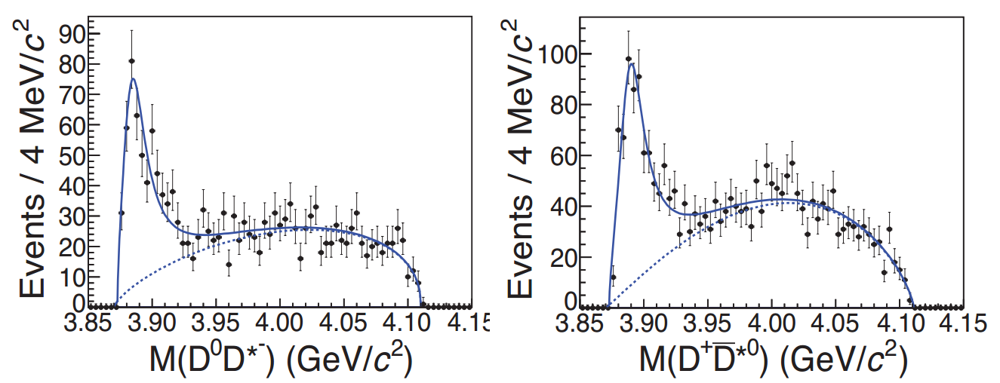 Events / 4 MeV/c²
90
80
70
60
50
40
30
20
10
0
3.85 3.90 3.95 4.00 4.05 4.10 4.15
M(D⁰D*⁻) (GeV/c²)
Events / 4 MeV/c²
100
80
60
40
20
0
3.85 3.90 3.95 4.00 4.05 4.10 4.15
M(D⁺D̅*⁰) (GeV/c²)